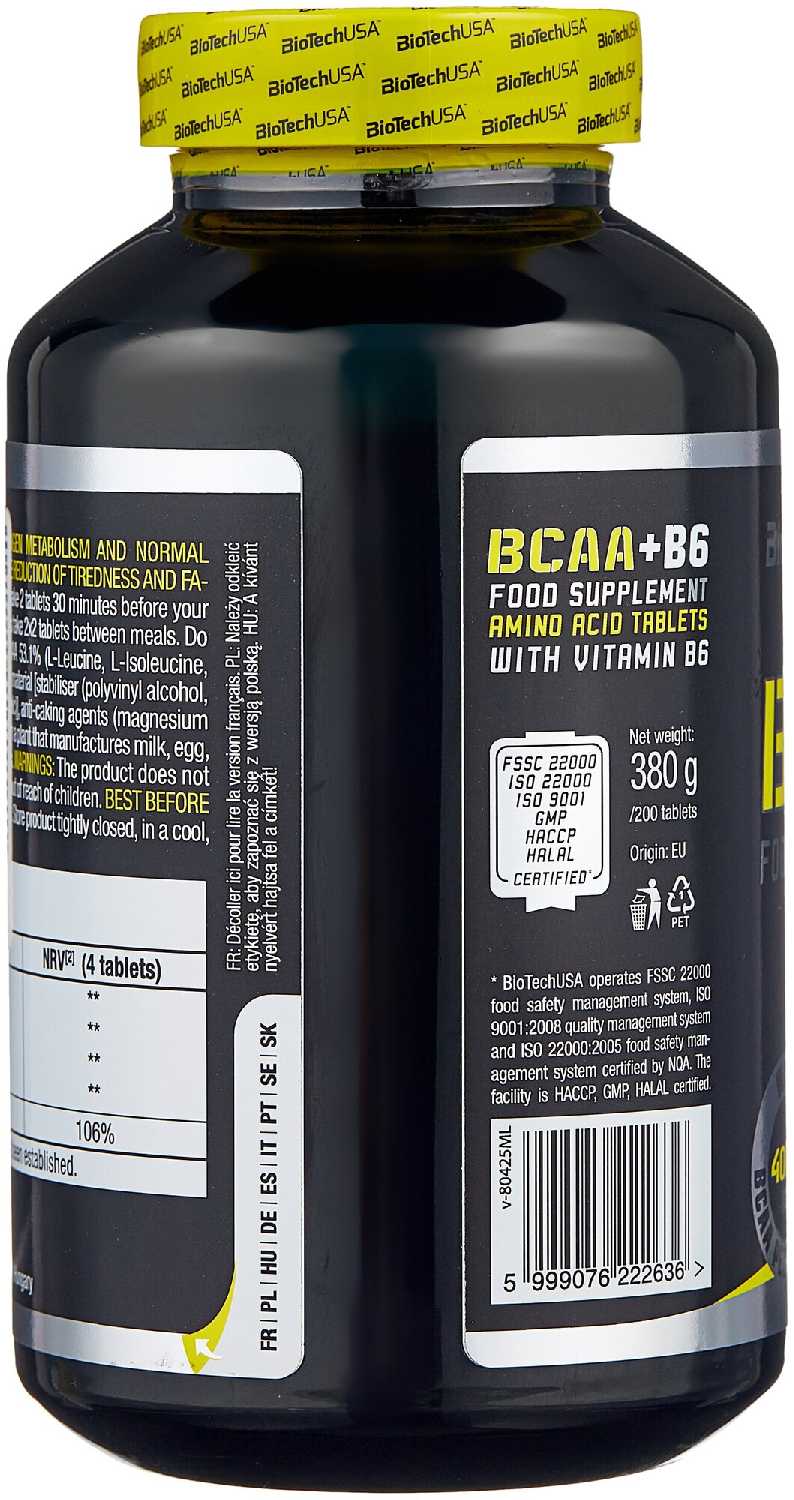 BioTechUSA BioTechUSA BioTechUSA BioTechUSA BioTechUSA
BioTechUSA BioTechUSA BioTechUSA BioTechUSA BioTechUSA
BioTechUSA BioTechUSA BioTechUSA BioTechUSA BioTechUSA
METABOLISM AND NORMAL
REDUCTION OF TIREDNESS AND FA-
2 tablets 30 minutes before your
2x2 tablets between meals. Do
53.1% (L-Leucine, L-Isoleucine,
[stabiliser (polyvinyl alcohol,
anti-caking agents (magnesium
plant that manufactures milk, egg,
WARNINGS: The product does not
of reach of children. BEST BEFORE
product tightly closed, in a cool,
NRV[2] (4 tablets)
**
**
**
**
106%
established.
FR: Décoller ici pour lire la version français. PL: Należy odkleić
etykietę, aby zapoznać się z wersją polską. HU: A kívánt
nyelvért hajtsa fel a címkét!
FR | PL | HU | DE | ES | IT | PT | SE | SK
BCAA+B6
FOOD SUPPLEMENT
AMINO ACID TABLETS
WITH VITAMIN B6
FSSC 22000
ISO 22000
ISO 9001
GMP
HACCP
HALAL
CERTIFIED*
Net weight:
380 g
/200 tablets
Origin: EU
1
PET
* BioTechUSA operates FSSC 22000
food safety management system, ISO
9001:2008 quality management system
and ISO 22000:2005 food safety man-
agement system certified by NQA. The
facility is HACCP, GMP, HALAL certified.
v-80425ML
5 999076 222636 >